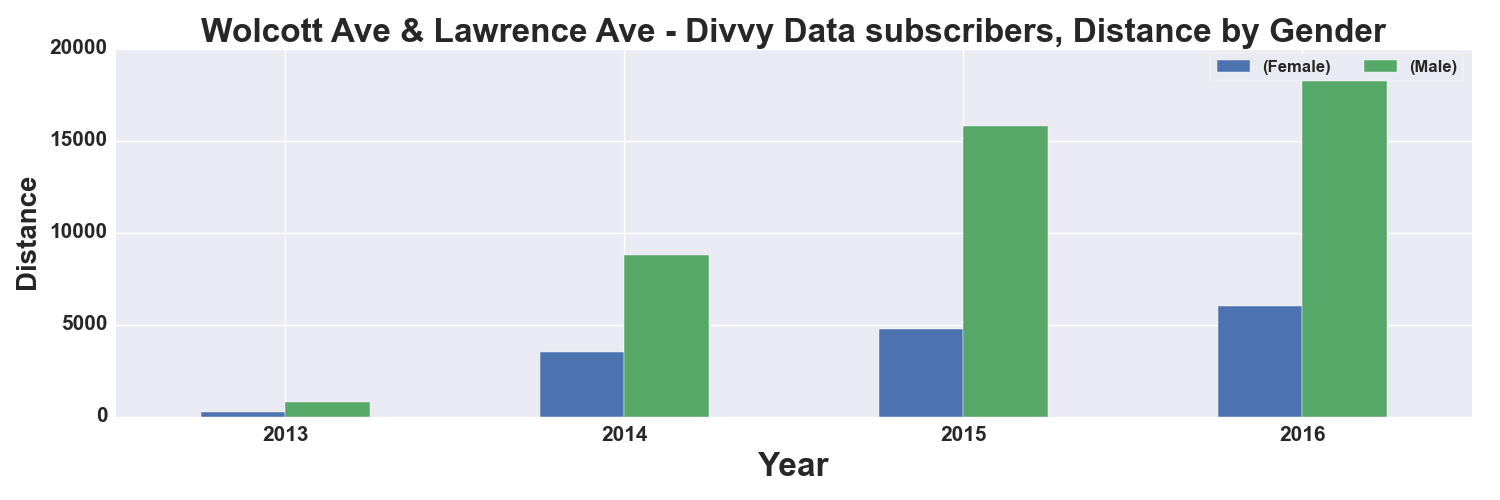 Wolcott Ave & Lawrence Ave - Divvy Data subscribers, Distance by Gender
(Female) (Male)
20000
15000
10000
5000
0
Distance
2013 2014 2015 2016
Year